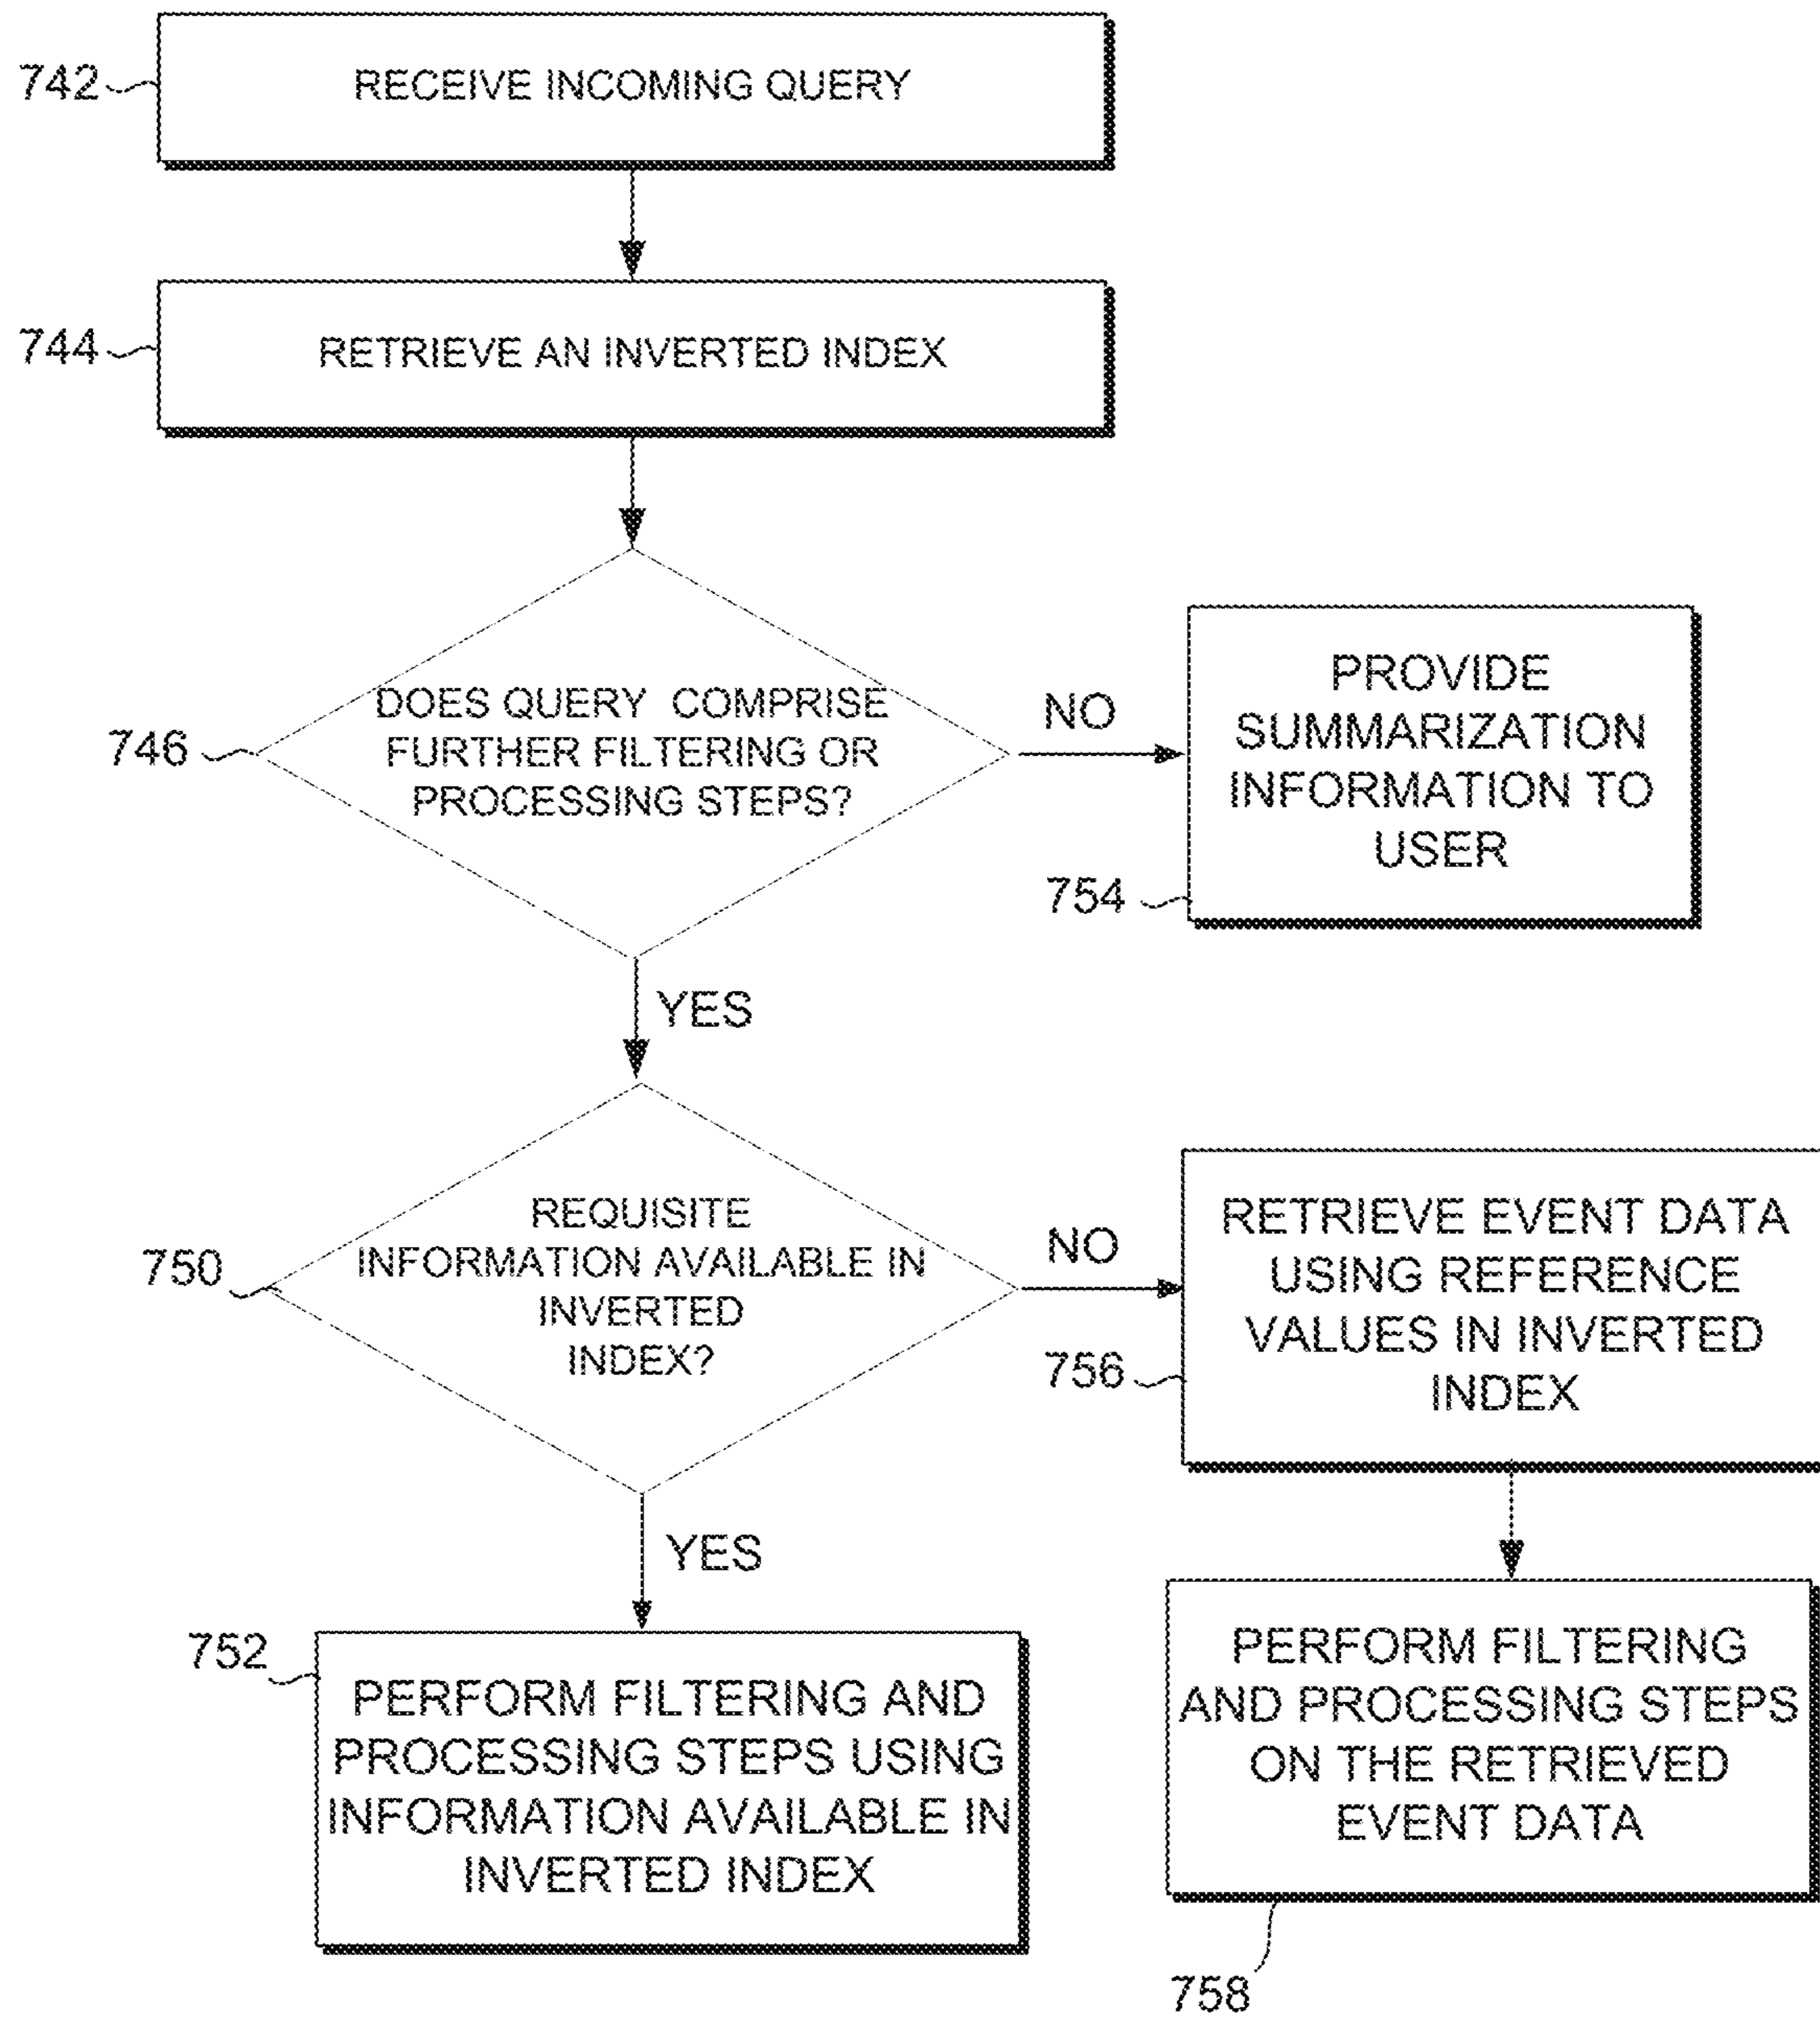 742
RECEIVE INCOMING QUERY
744
RETRIEVE AN INVERTED INDEX
746
DOES QUERY COMPRISE
FURTHER FILTERING OR
PROCESSING STEPS?
NO
PROVIDE
SUMMARIZATION
INFORMATION TO
USER
754
YES
750
REQUISITE
INFORMATION AVAILABLE IN
INVERTED
INDEX?
NO
RETRIEVE EVENT DATA
USING REFERENCE
VALUES IN INVERTED
INDEX
756
YES
752
PERFORM FILTERING AND
PROCESSING STEPS USING
INFORMATION AVAILABLE IN
INVERTED INDEX
PERFORM FILTERING
AND PROCESSING STEPS
ON THE RETRIEVED
EVENT DATA
758